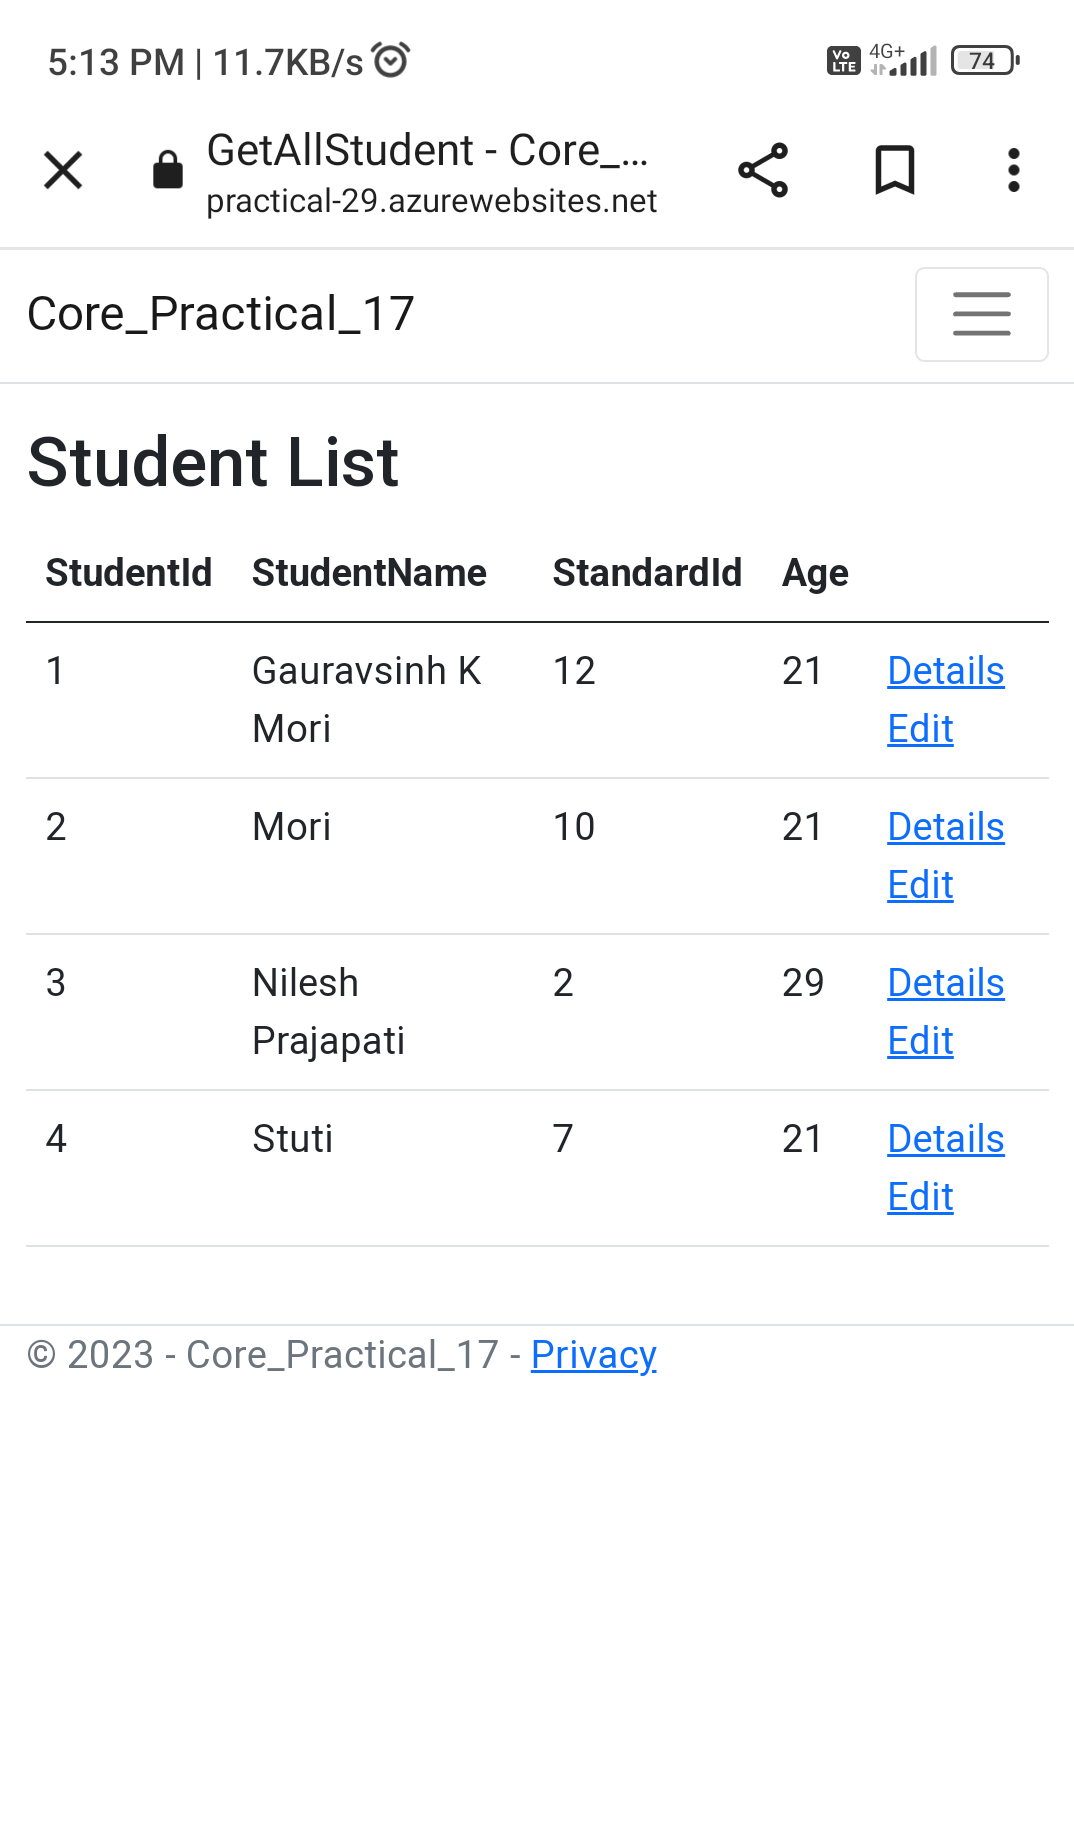 5:13 PM | 11.7KB/s
Vo LTE 4G+ 74
GetAllStudent - Core_...
practical-29.azurewebsites.net
Core_Practical_17
Student List
StudentId StudentName StandardId Age
1 Gauravsinh K Mori 12 21 Details Edit
2 Mori 10 21 Details Edit
3 Nilesh Prajapati 2 29 Details Edit
4 Stuti 7 21 Details Edit
© 2023 - Core_Practical_17 - Privacy